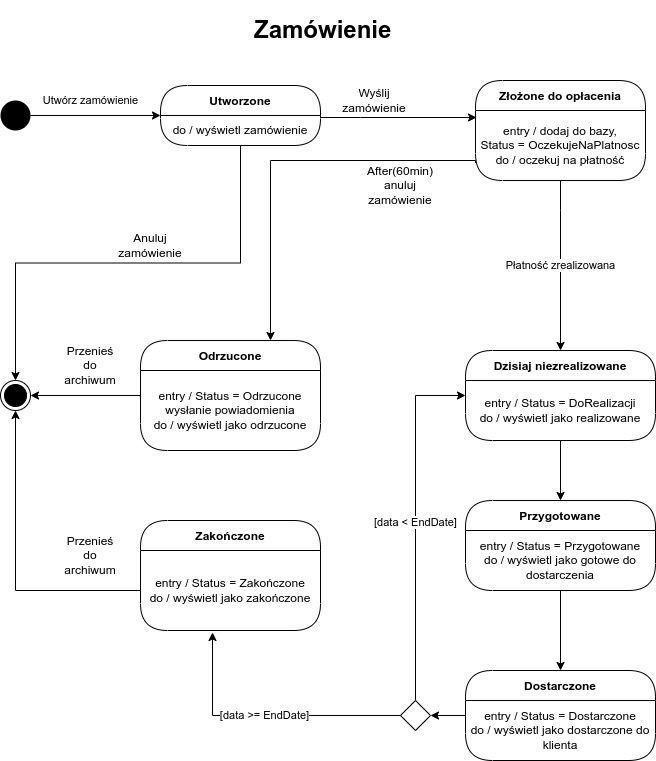 Zamówienie
Utwórz zamówienie
Utworzone
do / wyświetl zamówienie
Wyślij
zamówienie
Złożone do opłacenia
entry / dodaj do bazy,
Status = OczekujeNaPlatnosc
do / oczekuj na płatność
After(60min)
anuluj
zamówienie
Anuluj
zamówienie
Płatność zrealizowana
Przenieś
do
archiwum
Odrzucone
entry / Status = Odrzucone
wysłanie powiadomienia
do / wyświetl jako odrzucone
Dzisiaj niezrealizowane
entry / Status = DoRealizacji
do / wyświetl jako realizowane
[data < EndDate]
Przygotowane
entry / Status = Przygotowane
do / wyświetl jako gotowe do
dostarczenia
Przenieś
do
archiwum
Zakończone
entry / Status = Zakończone
do / wyświetl jako zakończone
[data >= EndDate]
Dostarczone
entry / Status = Dostarczone
do / wyświetl jako dostarczone do
klienta